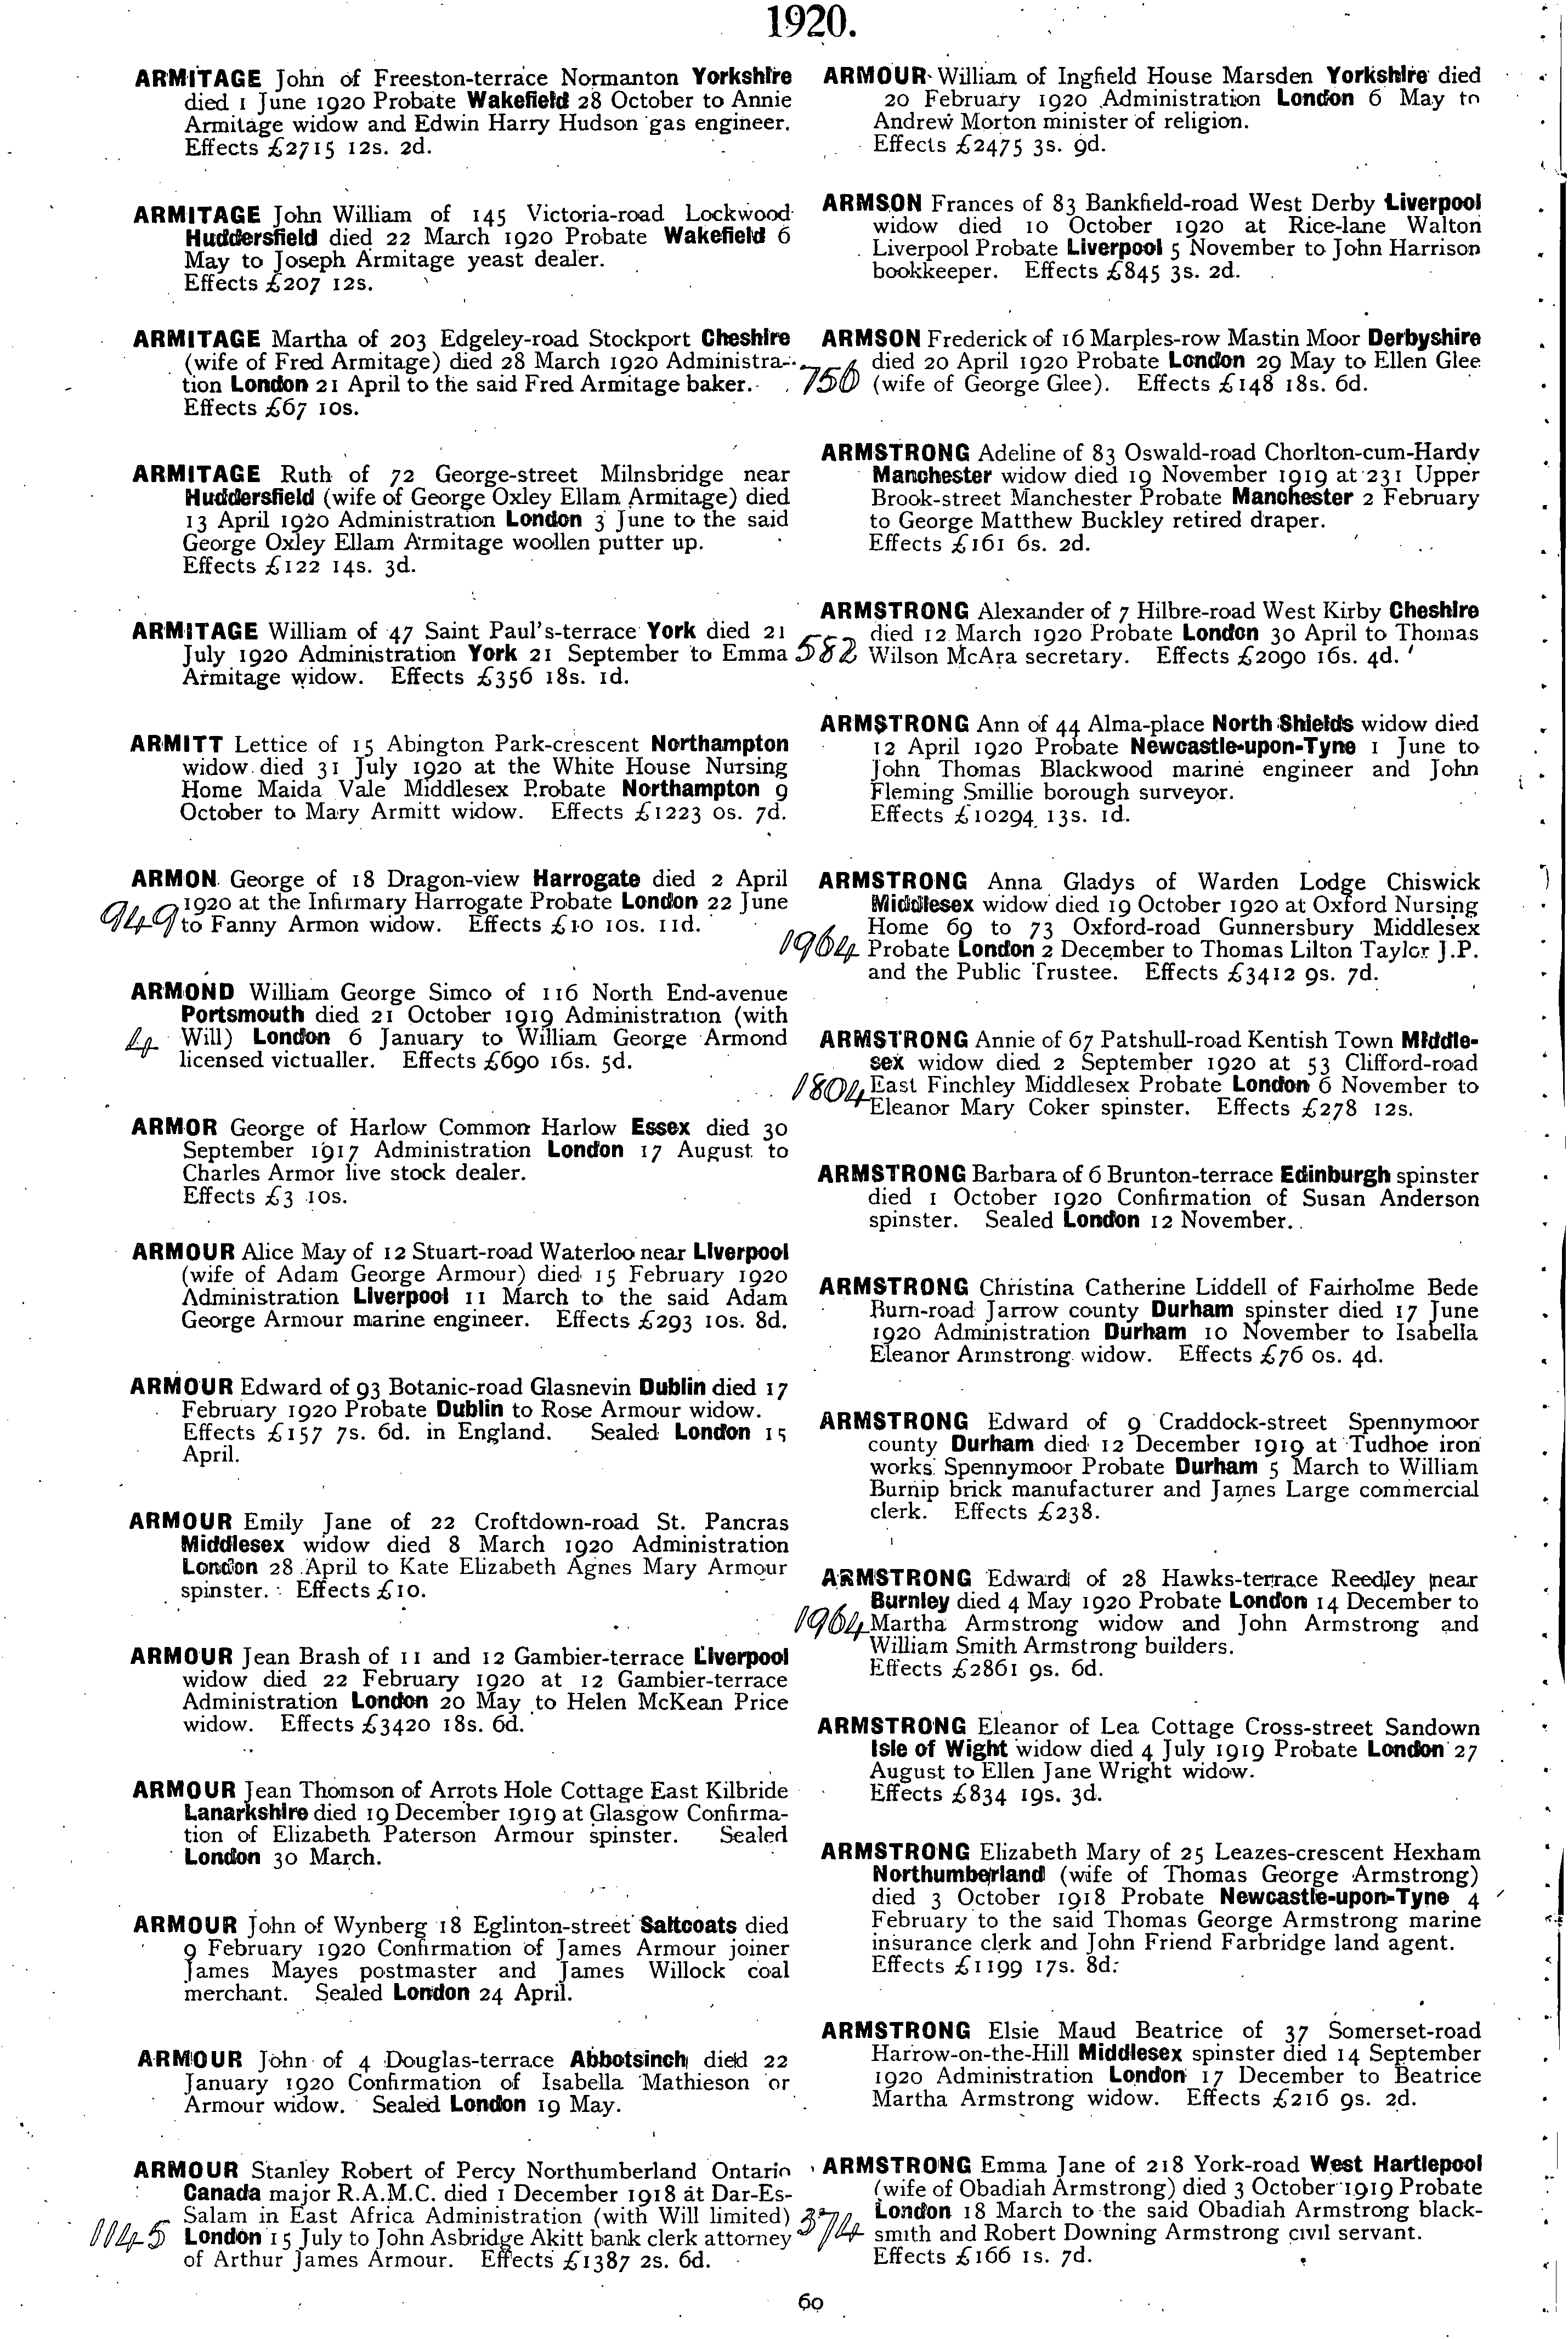 1920.
ARMITAGE John of Freeston-terrace Normanton Yorkshire
died 1 June 1920 Probate Wakefield 28 October to Annie
Armitage widow and Edwin Harry Hudson gas engineer.
Effects £2715 12s. 2d.
ARMITAGE John William of 145 Victoria-road Lockwood
Huddersfield died 22 March 1920 Probate Wakefield 6
May to Joseph Armitage yeast dealer.
Effects £207 12s.
ARMITAGE Martha of 203 Edgeley-road Stockport Cheshire
(wife of Fred Armitage) died 28 March 1920 Administra-
tion London 21 April to the said Fred Armitage baker.
Effects £67 10s.
ARMITAGE Ruth of 72 George-street Milnsbridge near
Huddersfield (wife of George Oxley Ellam Armitage) died
13 April 1920 Administration London 3 June to the said
George Oxley Ellam Armitage woollen putter up.
Effects £122 14s. 3d.
ARMITAGE William of 47 Saint Paul's-terrace York died 21
July 1920 Administration York 21 September to Emma
Armitage widow. Effects £356 18s. 1d.
ARMITT Lettice of 15 Abington Park-crescent Northampton
widow died 31 July 1920 at the White House Nursing
Home Maida Vale Middlesex Probate Northampton 9
October to Mary Armitt widow. Effects £1223 0s. 7d.
ARMON George of 18 Dragon-view Harrogate died 2 April
1920 at the Infirmary Harrogate Probate London 22 June
949 to Fanny Armon widow. Effects £10 10s. 11d.
ARMOND William George Simco of 116 North End-avenue
Portsmouth died 21 October 1919 Administration (with
4 Will) London 6 January to William George Armond
licensed victualler. Effects £690 16s. 5d.
ARMOR George of Harlow Common Harlow Essex died 30
September 1917 Administration London 17 August to
Charles Armor live stock dealer.
Effects £3 10s.
ARMOUR Alice May of 12 Stuart-road Waterloo near Liverpool
(wife of Adam George Armour) died 15 February 1920
Administration Liverpool 11 March to the said Adam
George Armour marine engineer. Effects £293 10s. 8d.
ARMOUR Edward of 93 Botanic-road Glasnevin Dublin died 17
February 1920 Probate Dublin to Rose Armour widow.
Effects £157 7s. 6d. in England. Sealed London 15
April.
ARMOUR Emily Jane of 22 Croftdown-road St. Pancras
Middlesex widow died 8 March 1920 Administration
London 28 April to Kate Elizabeth Agnes Mary Armour
spinster. Effects £10.
ARMOUR Jean Brash of 11 and 12 Gambier-terrace Liverpool
widow died 22 February 1920 at 12 Gambier-terrace
Administration London 20 May to Helen McKean Price
widow. Effects £3420 18s. 6d.
ARMOUR Jean Thomson of Arrots Hole Cottage East Kilbride
Lanarkshire died 19 December 1919 at Glasgow Confirma-
tion of Elizabeth Paterson Armour spinster. Sealed
London 30 March.
ARMOUR John of Wynberg 18 Eglinton-street Saltcoats died
9 February 1920 Confirmation of James Armour joiner
James Mayes postmaster and James Willock coal
merchant. Sealed London 24 April.
ARMOUR John of 4 Douglas-terrace Abbotsinch died 22
January 1920 Confirmation of Isabella Mathieson or
Armour widow. Sealed London 19 May.
ARMOUR Stanley Robert of Percy Northumberland Ontario
Canada major R.A.M.C. died 1 December 1918 at Dar-Es-
Salam in East Africa Administration (with Will limited)
1145 London 15 July to John Asbridge Akitt bank clerk attorney
of Arthur James Armour. Effects £1387 2s. 6d.
ARMOUR William of Ingfield House Marsden Yorkshire died
20 February 1920 Administration London 6 May to
Andrew Morton minister of religion.
Effects £2475 3s. 9d.
ARMSON Frances of 83 Bankfield-road West Derby Liverpool
widow died 10 October 1920 at Rice-lane Walton
Liverpool Probate Liverpool 5 November to John Harrison
bookkeeper. Effects £845 3s. 2d.
ARMSON Frederick of 16 Marples-row Mastin Moor Derbyshire
died 20 April 1920 Probate London 29 May to Ellen Glee
756 (wife of George Glee). Effects £148 18s. 6d.
ARMSTRONG Adeline of 83 Oswald-road Chorlton-cum-Hardy
Manchester widow died 19 November 1919 at 231 Upper
Brook-street Manchester Probate Manchester 2 February
to George Matthew Buckley retired draper.
Effects £161 6s. 2d.
ARMSTRONG Alexander of 7 Hilbre-road West Kirby Cheshire
died 12 March 1920 Probate London 30 April to Thomas
582 Wilson McAra secretary. Effects £2090 16s. 4d.
ARMSTRONG Ann of 44 Alma-place North Shields widow died
12 April 1920 Probate Newcastle-upon-Tyne 1 June to
John Thomas Blackwood marine engineer and John
Fleming Smillie borough surveyor.
Effects £10294 13s. 1d.
ARMSTRONG Anna Gladys of Warden Lodge Chiswick
Middlesex widow died 19 October 1920 at Oxford Nursing
Home 69 to 73 Oxford-road Gunnersbury Middlesex
1964 Probate London 2 December to Thomas Lilton Taylor J.P.
and the Public Trustee. Effects £3412 9s. 7d.
ARMSTRONG Annie of 67 Patshull-road Kentish Town Middle-
sex widow died 2 September 1920 at 53 Clifford-road
1804 East Finchley Middlesex Probate London 6 November to
Eleanor Mary Coker spinster. Effects £278 12s.
ARMSTRONG Barbara of 6 Brunton-terrace Edinburgh spinster
died 1 October 1920 Confirmation of Susan Anderson
spinster. Sealed London 12 November.
ARMSTRONG Christina Catherine Liddell of Fairholme Bede
Burn-road Jarrow county Durham spinster died 17 June
1920 Administration Durham 10 November to Isabella
Eleanor Armstrong widow. Effects £76 0s. 4d.
ARMSTRONG Edward of 9 Craddock-street Spennymoor
county Durham died 12 December 1919 at Tudhoe iron
works Spennymoor Probate Durham 5 March to William
Burnip brick manufacturer and James Large commercial
clerk. Effects £238.
ARMSTRONG Edward of 28 Hawks-terrace Reedley near
Burnley died 4 May 1920 Probate London 14 December to
1964 Martha Armstrong widow and John Armstrong and
William Smith Armstrong builders.
Effects £2861 9s. 6d.
ARMSTRONG Eleanor of Lea Cottage Cross-street Sandown
Isle of Wight widow died 4 July 1919 Probate London 27
August to Ellen Jane Wright widow.
Effects £834 19s. 3d.
ARMSTRONG Elizabeth Mary of 25 Leazes-crescent Hexham
Northumberland (wife of Thomas George Armstrong)
died 3 October 1918 Probate Newcastle-upon-Tyne 4
February to the said Thomas George Armstrong marine
insurance clerk and John Friend Farbridge land agent.
Effects £1199 17s. 8d.
ARMSTRONG Elsie Maud Beatrice of 37 Somerset-road
Harrow-on-the-Hill Middlesex spinster died 14 September
1920 Administration London 17 December to Beatrice
Martha Armstrong widow. Effects £216 9s. 2d.
ARMSTRONG Emma Jane of 218 York-road West Hartlepool
(wife of Obadiah Armstrong) died 3 October 1919 Probate
374 London 18 March to the said Obadiah Armstrong black-
smith and Robert Downing Armstrong civil servant.
Effects £166 1s. 7d.
60